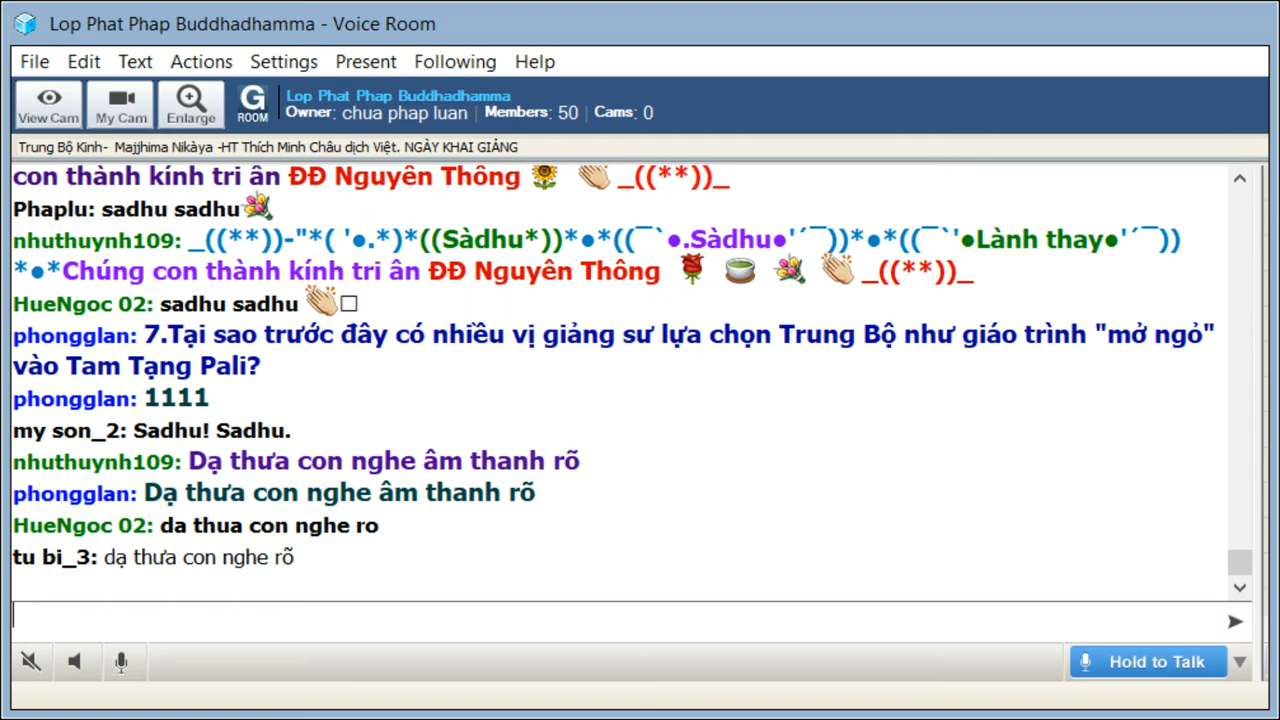 Lop Phat Phap Buddhadhamma - Voice Room
File Edit Text Actions Settings Present Following Help
View Cam My Cam Enlarge G ROOM Lop Phat Phap Buddhadhamma
Owner: chua phap luan | Members: 50 | Cams: 0
Trung Bộ Kinh- Majjhima Nikàya -HT Thích Minh Châu dịch Việt. NGÀY KHAI GIẢNG
con thành kính tri ân ĐĐ Nguyên Thông 🌻 👏 _((**))_
Phaplu: sadhu sadhu💐
nhuthuynh109: _((**))-"*( '●.*)*((Sàdhu*))*●*((¯`●.Sàdhu●'´¯))*●*((¯`'●Lành thay●'´¯))
*●*Chúng con thành kính tri ân ĐĐ Nguyên Thông 🌹 🍵 💐 👏 _((**))_
HueNgoc 02: sadhu sadhu 👏□
phongglan: 7.Tại sao trước đây có nhiều vị giảng sư lựa chọn Trung Bộ như giáo trình "mở ngỏ"
vào Tam Tạng Pali?
phongglan: 1111
my son_2: Sadhu! Sadhu.
nhuthuynh109: Dạ thưa con nghe âm thanh rõ
phongglan: Dạ thưa con nghe âm thanh rõ
HueNgoc 02: da thua con nghe ro
tu bi_3: dạ thưa con nghe rõ
Hold to Talk